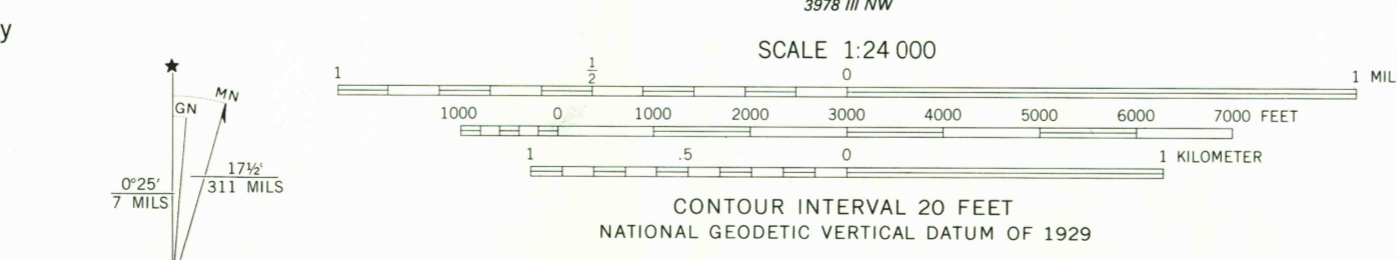 3978 III NW
y
SCALE 1:24 000
1 1/2 0 1 MIL
1000 0 1000 2000 3000 4000 5000 6000 7000 FEET
1 .5 0 1 KILOMETER
CONTOUR INTERVAL 20 FEET
NATIONAL GEODETIC VERTICAL DATUM OF 1929
★
MN
GN
17½°
311 MILS
0°25′
7 MILS